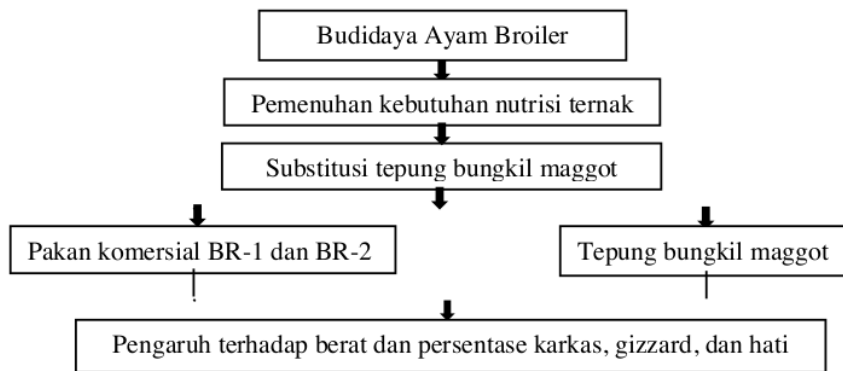 Budidaya Ayam Broiler
Pemenuhan kebutuhan nutrisi ternak
Substitusi tepung bungkil maggot
Pakan komersial BR-1 dan BR-2
Tepung bungkil maggot
Pengaruh terhadap berat dan persentase karkas, gizzard, dan hati